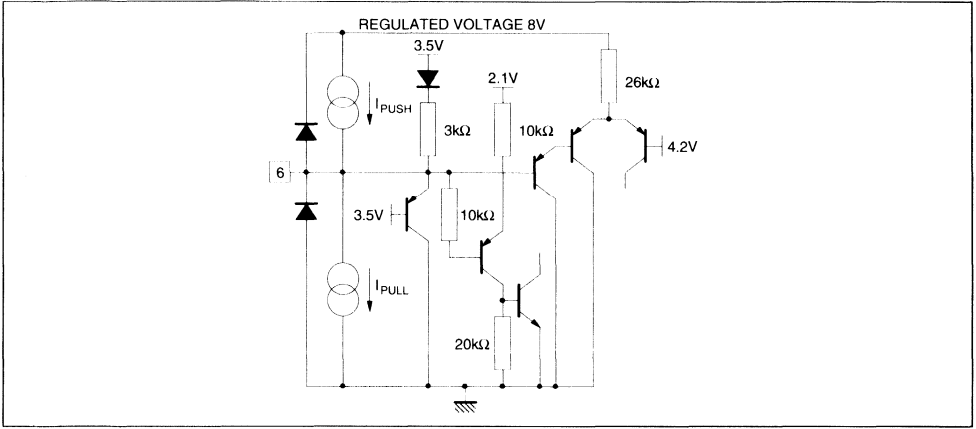 REGULATED VOLTAGE 8V
3.5V
2.1V
26kΩ
I PUSH
3kΩ
10kΩ
4.2V
6
3.5V
10kΩ
I PULL
20kΩ